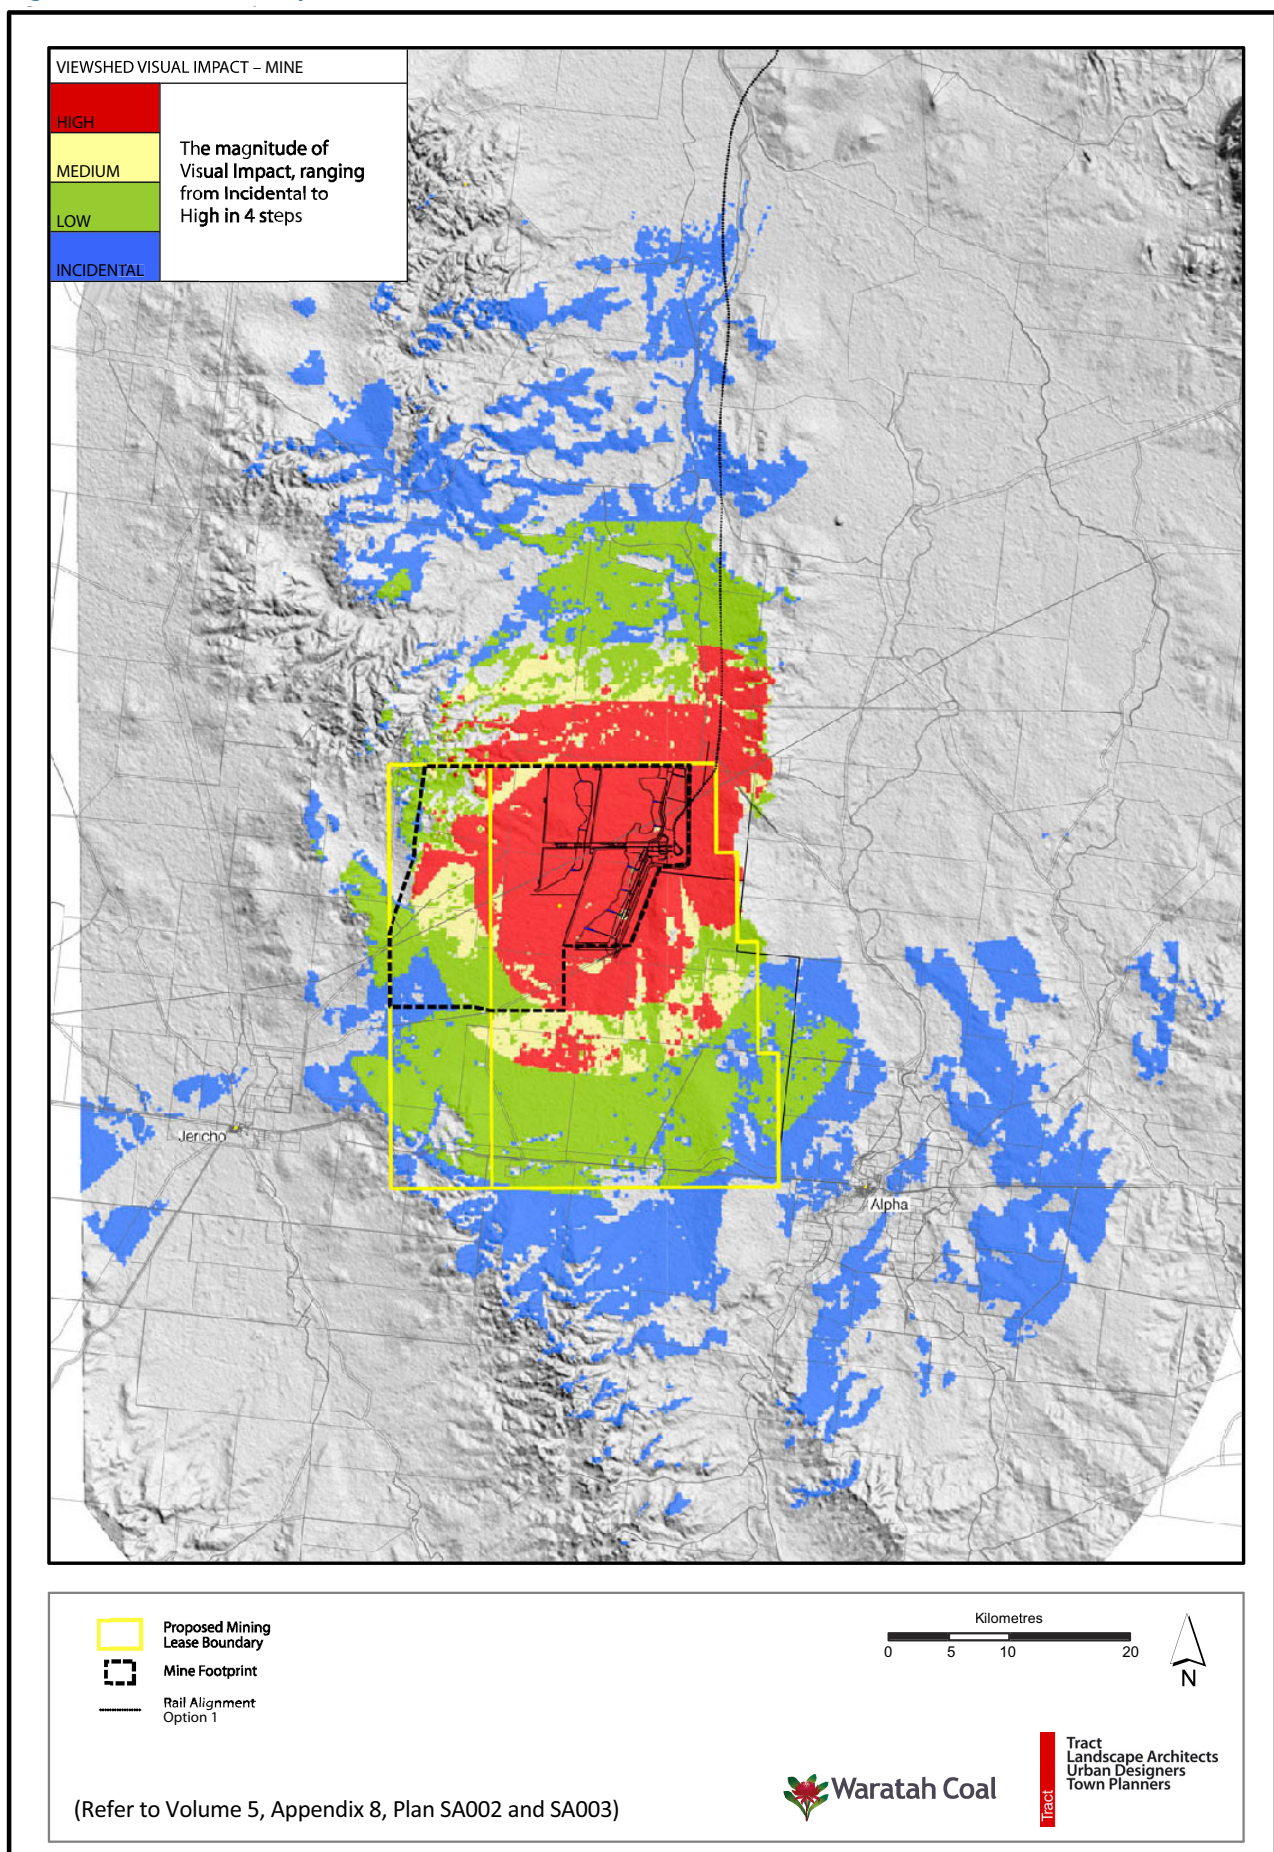 VIEWSHED VISUAL IMPACT – MINE
HIGH
MEDIUM
LOW
INCIDENTAL
The magnitude of
Visual Impact, ranging
from Incidental to
High in 4 steps
Jericho
Alpha
Proposed Mining
Lease Boundary
Mine Footprint
Rail Alignment
Option 1
Kilometres
0 5 10 20
N
Waratah Coal
Tract
Tract
Landscape Architects
Urban Designers
Town Planners
(Refer to Volume 5, Appendix 8, Plan SA002 and SA003)